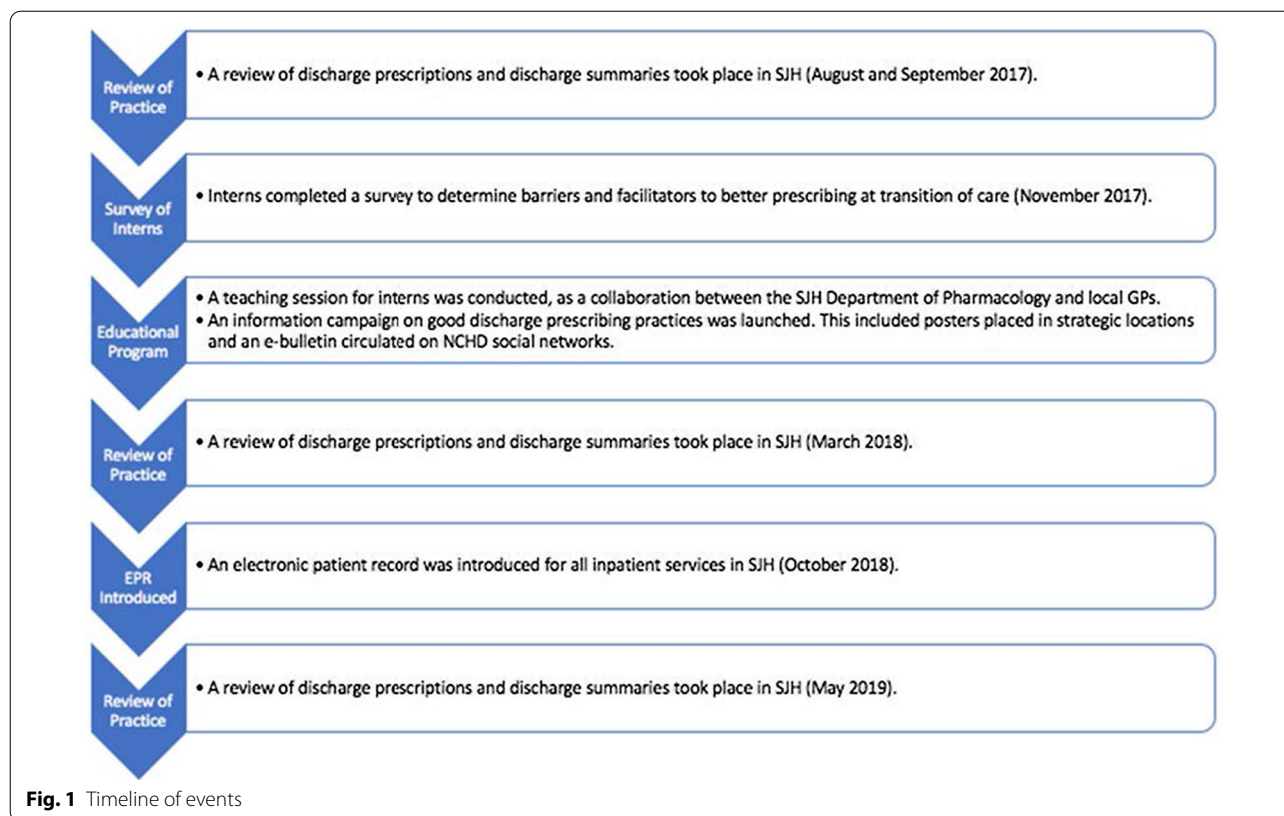 Review of
Practice
• A review of discharge prescriptions and discharge summaries took place in SJH (August and September 2017).
Survey of
Interns
• Interns completed a survey to determine barriers and facilitators to better prescribing at transition of care (November 2017).
Educational
Program
• A teaching session for interns was conducted, as a collaboration between the SJH Department of Pharmacology and local GPs.
• An information campaign on good discharge prescribing practices was launched. This included posters placed in strategic locations
and an e-bulletin circulated on NCHD social networks.
Review of
Practice
• A review of discharge prescriptions and discharge summaries took place in SJH (March 2018).
EPR
Introduced
• An electronic patient record was introduced for all inpatient services in SJH (October 2018).
Review of
Practice
• A review of discharge prescriptions and discharge summaries took place in SJH (May 2019).
Fig. 1 Timeline of events